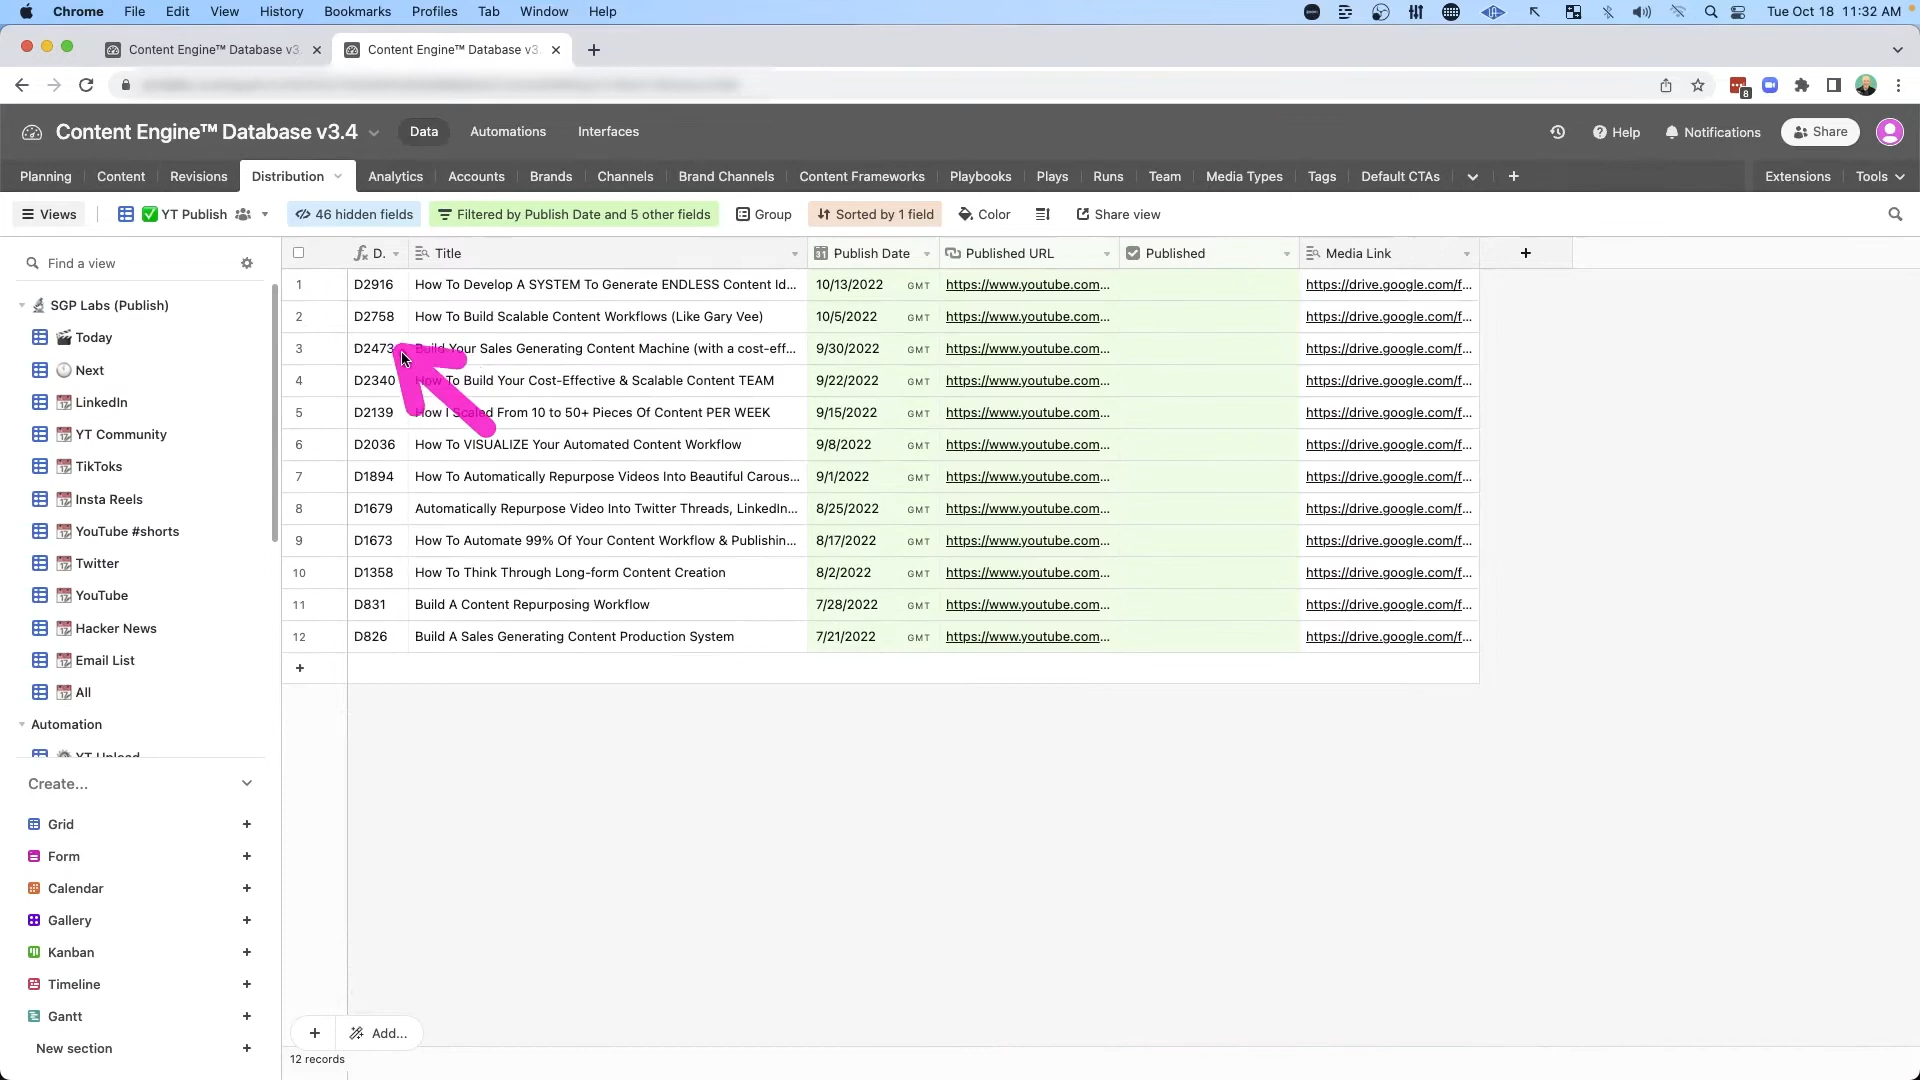 Chrome File Edit View History Bookmarks Profiles Tab Window Help Tue Oct 18 11:32 AM
Content Engine™ Database v3. Content Engine™ Database v3.
8
Content Engine™ Database v3.4 Data Automations Interfaces Help Notifications Share
Planning Content Revisions Distribution Analytics Accounts Brands Channels Brand Channels Content Frameworks Playbooks Plays Runs Team Media Types Tags Default CTAs Extensions Tools
Views ✅ YT Publish 46 hidden fields Filtered by Publish Date and 5 other fields Group Sorted by 1 field Color Share view
Find a view
SGP Labs (Publish)
Today
Next
LinkedIn
YT Community
TikToks
Insta Reels
YouTube #shorts
Twitter
YouTube
Hacker News
Email List
All
Automation
YT Upload
Create...
Grid
Form
Calendar
Gallery
Kanban
Timeline
Gantt
New section
D. Title Publish Date Published URL Published Media Link
1 D2916 How To Develop A SYSTEM To Generate ENDLESS Content Id... 10/13/2022 GMT https://www.youtube.com... https://drive.google.com/f...
2 D2758 How To Build Scalable Content Workflows (Like Gary Vee) 10/5/2022 GMT https://www.youtube.com... https://drive.google.com/f...
3 D2473 Build Your Sales Generating Content Machine (with a cost-eff... 9/30/2022 GMT https://www.youtube.com... https://drive.google.com/f...
4 D2340 How To Build Your Cost-Effective & Scalable Content TEAM 9/22/2022 GMT https://www.youtube.com... https://drive.google.com/f...
5 D2139 How I Scaled From 10 to 50+ Pieces Of Content PER WEEK 9/15/2022 GMT https://www.youtube.com... https://drive.google.com/f...
6 D2036 How To VISUALIZE Your Automated Content Workflow 9/8/2022 GMT https://www.youtube.com... https://drive.google.com/f...
7 D1894 How To Automatically Repurpose Videos Into Beautiful Carous... 9/1/2022 GMT https://www.youtube.com... https://drive.google.com/f...
8 D1679 Automatically Repurpose Video Into Twitter Threads, LinkedIn... 8/25/2022 GMT https://www.youtube.com... https://drive.google.com/f...
9 D1673 How To Automate 99% Of Your Content Workflow & Publishin... 8/17/2022 GMT https://www.youtube.com... https://drive.google.com/f...
10 D1358 How To Think Through Long-form Content Creation 8/2/2022 GMT https://www.youtube.com... https://drive.google.com/f...
11 D831 Build A Content Repurposing Workflow 7/28/2022 GMT https://www.youtube.com... https://drive.google.com/f...
12 D826 Build A Sales Generating Content Production System 7/21/2022 GMT https://www.youtube.com... https://drive.google.com/f...
Add...
12 records